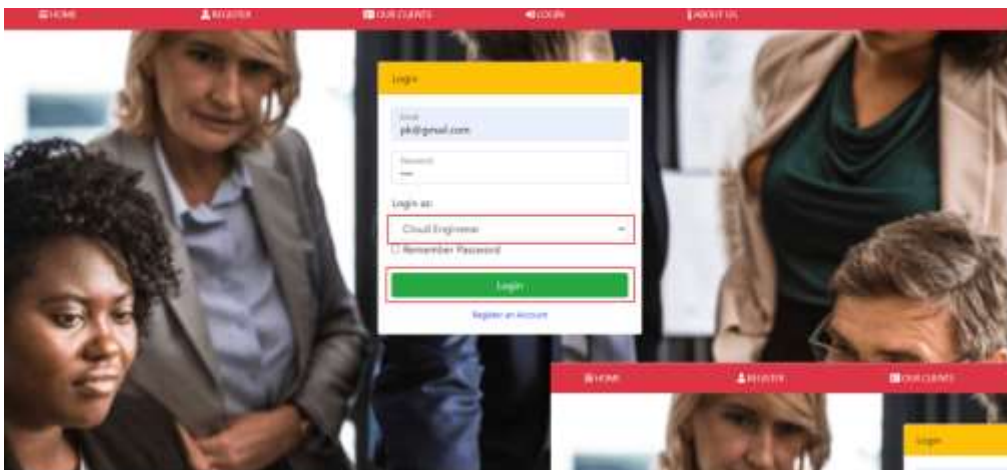 HOME REGISTER OUR CLIENTS LOGIN ABOUT US
Login
Email
pk@gmail.com
Password
Login as:
Cloud Engineear
Remember Password
Login
Register an Account
HOME REGISTER OUR CLIENTS
Login